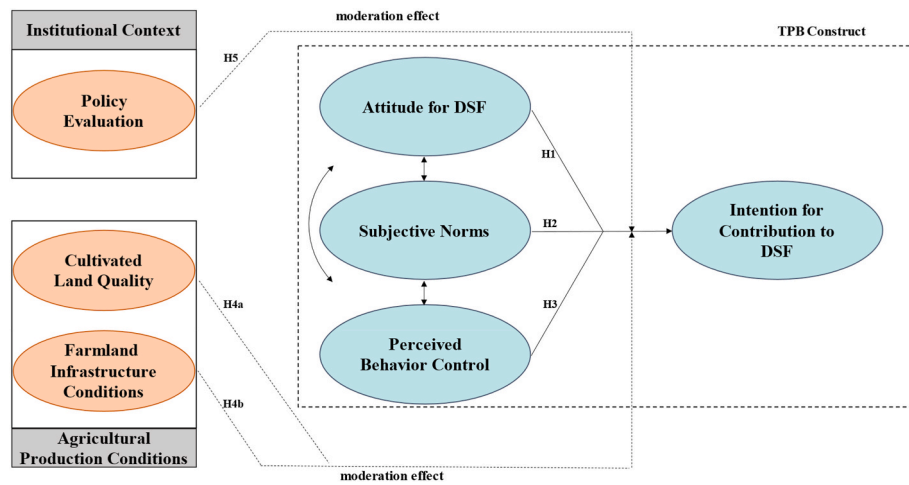 Institutional Context
Policy
Evaluation
H5
moderation effect
TPB Construct
Attitude for DSF
H1
Subjective Norms
H2
Intention for
Contribution to
DSF
Perceived
Behavior Control
H3
Cultivated
Land Quality
H4a
Farmland
Infrastructure
Conditions
H4b
Agricultural
Production Conditions
moderation effect